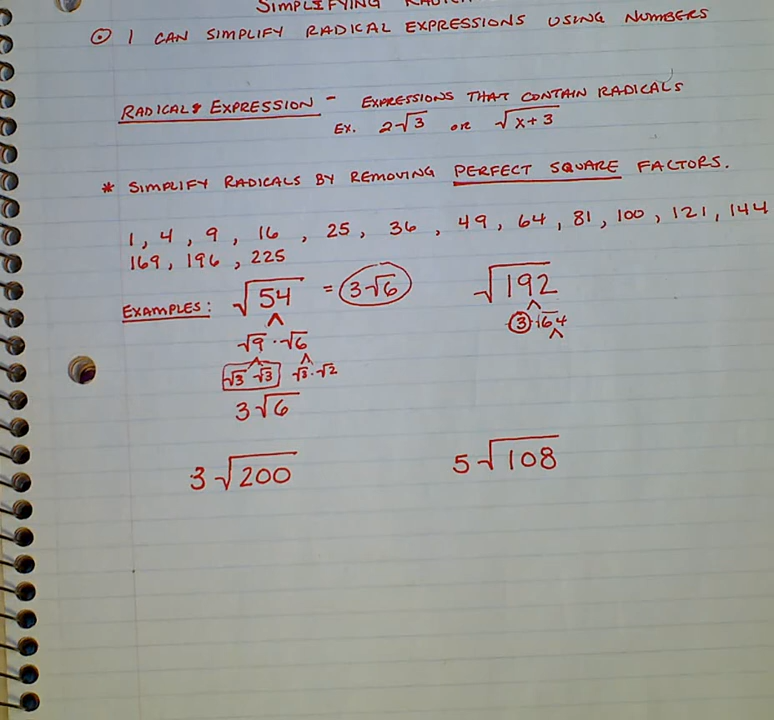 SIMPLIFYING
⊙ I CAN SIMPLIFY RADICAL EXPRESSIONS USING NUMBERS
RADICAL EXPRESSION - EXPRESSIONS THAT CONTAIN RADICALS
EX. 2√3 OR √x+3
* SIMPLIFY RADICALS BY REMOVING PERFECT SQUARE FACTORS.
1, 4, 9, 16, 25, 36, 49, 64, 81, 100, 121, 144
169, 196, 225
EXAMPLES: √54 = 3√6 √192
3·64
√9·√6
√3 √3 √3·√2
3√6
3√200 5√108